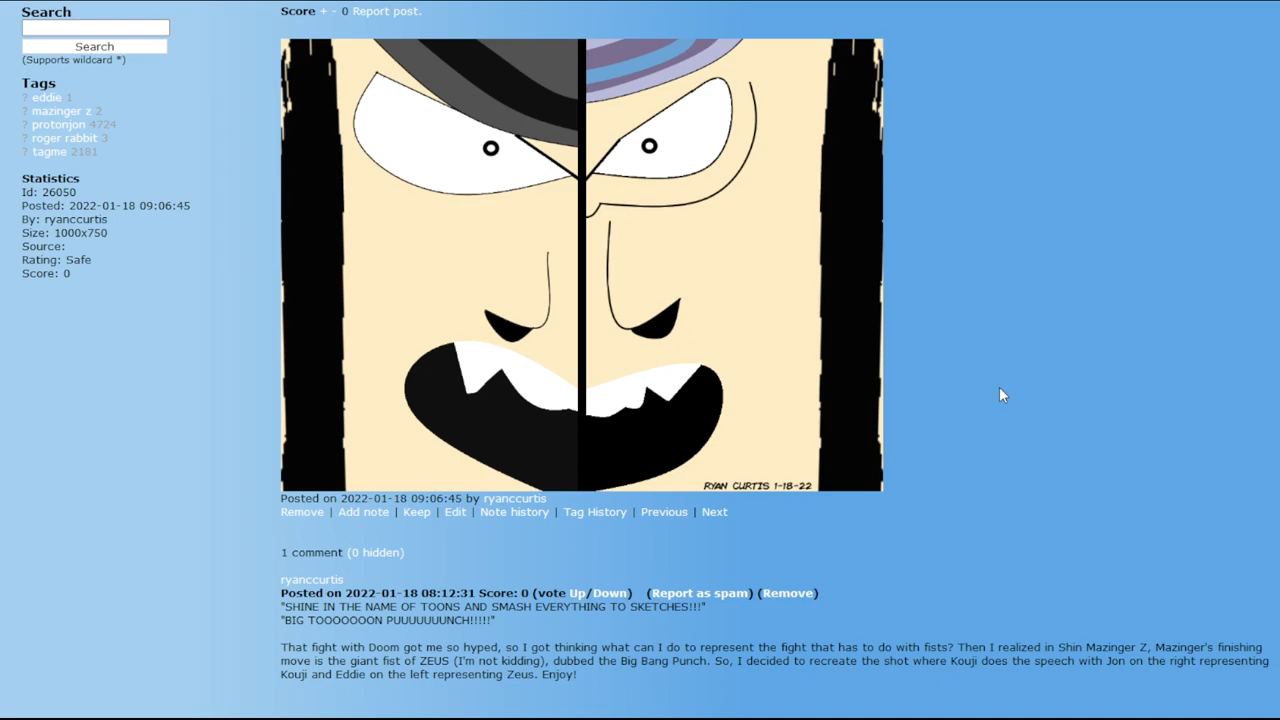 Search
Search
(Supports wildcard *)
Tags
? eddie 1
? mazinger z 2
? protonjon 4724
? roger rabbit 3
? tagme 2181
Statistics
Id: 26050
Posted: 2022-01-18 09:06:45
By: ryanccurtis
Size: 1000x750
Source:
Rating: Safe
Score: 0
Score + - 0 Report post.
RYAN CURTIS 1-18-22
Posted on 2022-01-18 09:06:45 by ryanccurtis
Remove | Add note | Keep | Edit | Note history | Tag History | Previous | Next
1 comment (0 hidden)
ryanccurtis
Posted on 2022-01-18 08:12:31 Score: 0 (vote Up/Down) (Report as spam) (Remove)
"SHINE IN THE NAME OF TOONS AND SMASH EVERYTHING TO SKETCHES!!!"
"BIG TOOOOOOON PUUUUUUUNCH!!!!!"
That fight with Doom got me so hyped, so I got thinking what can I do to represent the fight that has to do with fists? Then I realized in Shin Mazinger Z, Mazinger's finishing
move is the giant fist of ZEUS (I'm not kidding), dubbed the Big Bang Punch. So, I decided to recreate the shot where Kouji does the speech with Jon on the right representing
Kouji and Eddie on the left representing Zeus. Enjoy!